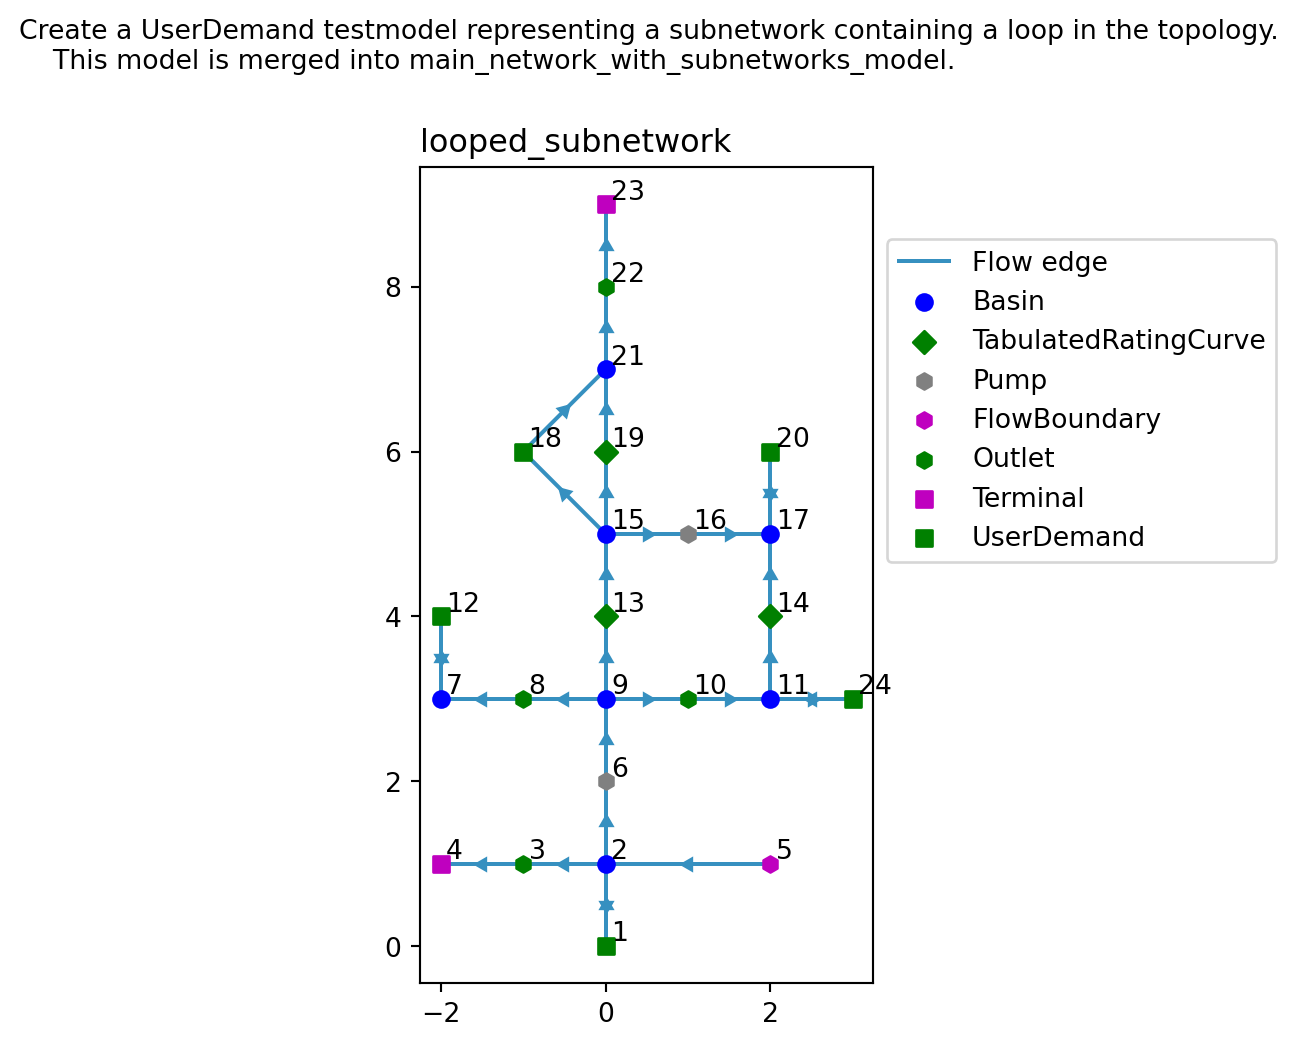 Create a UserDemand testmodel representing a subnetwork containing a loop in the topology.
This model is merged into main_network_with_subnetworks_model.
looped_subnetwork
23
8
22
21
6
18
19
20
15
16
17
4
12
13
14
7
8
9
10
11
24
2
6
4
3
2
5
0
1
−2
0
2
Flow edge
Basin
TabulatedRatingCurve
Pump
FlowBoundary
Outlet
Terminal
UserDemand